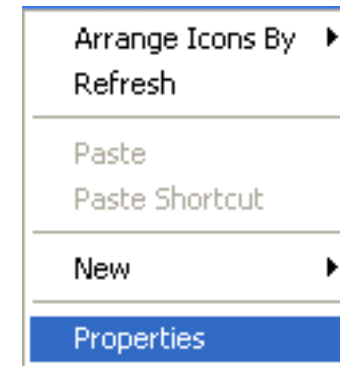 Arrange Icons By
Refresh
Paste
Paste Shortcut
New
Properties